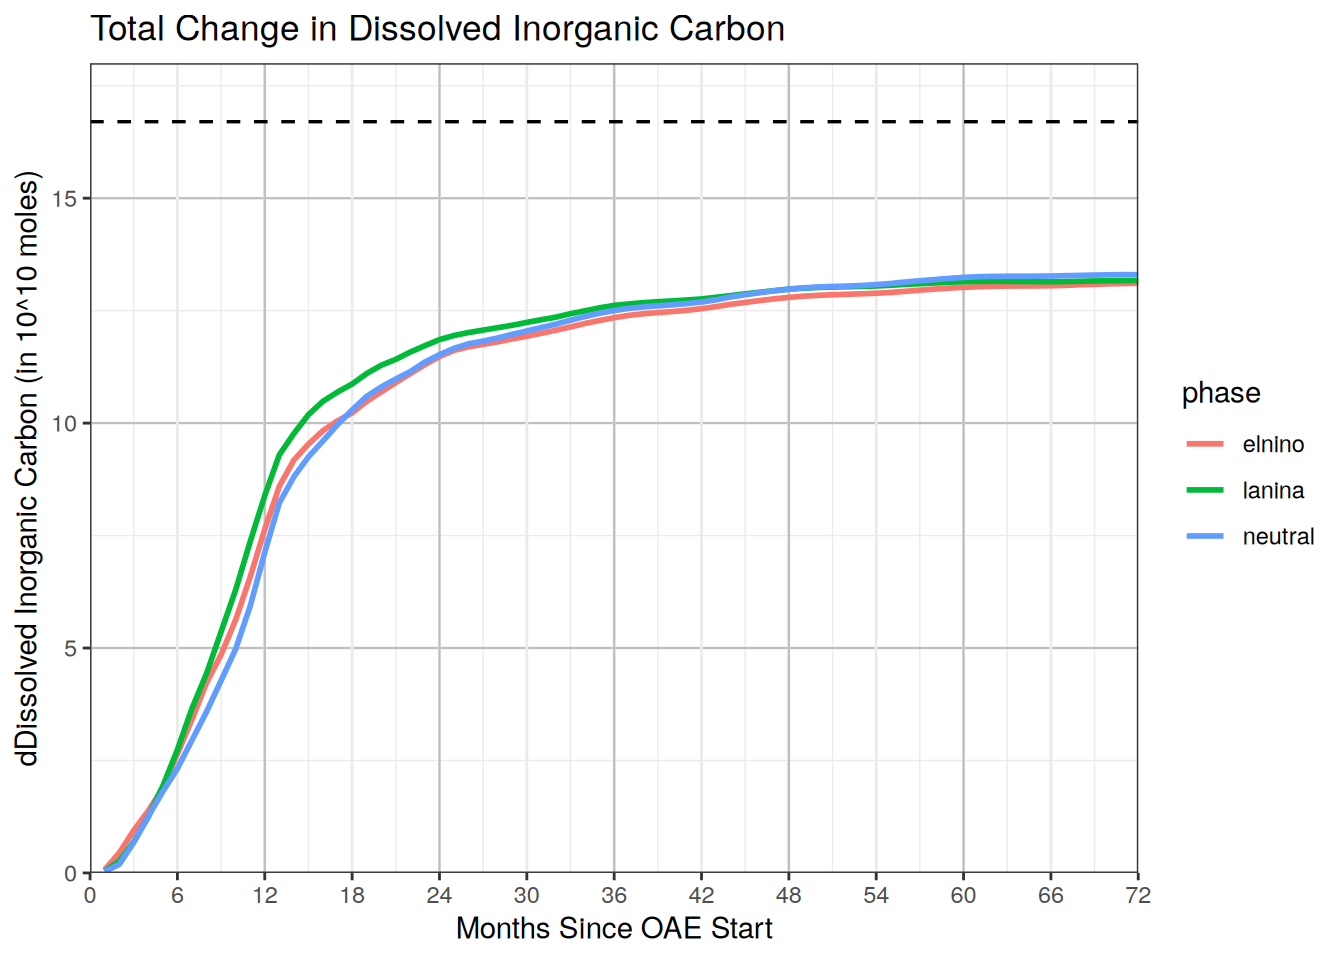 Total Change in Dissolved Inorganic Carbon
dDissolved Inorganic Carbon (in 10^10 moles)
15
10
5
0
0 6 12 18 24 30 36 42 48 54 60 66 72
Months Since OAE Start
phase
elnino
lanina
neutral